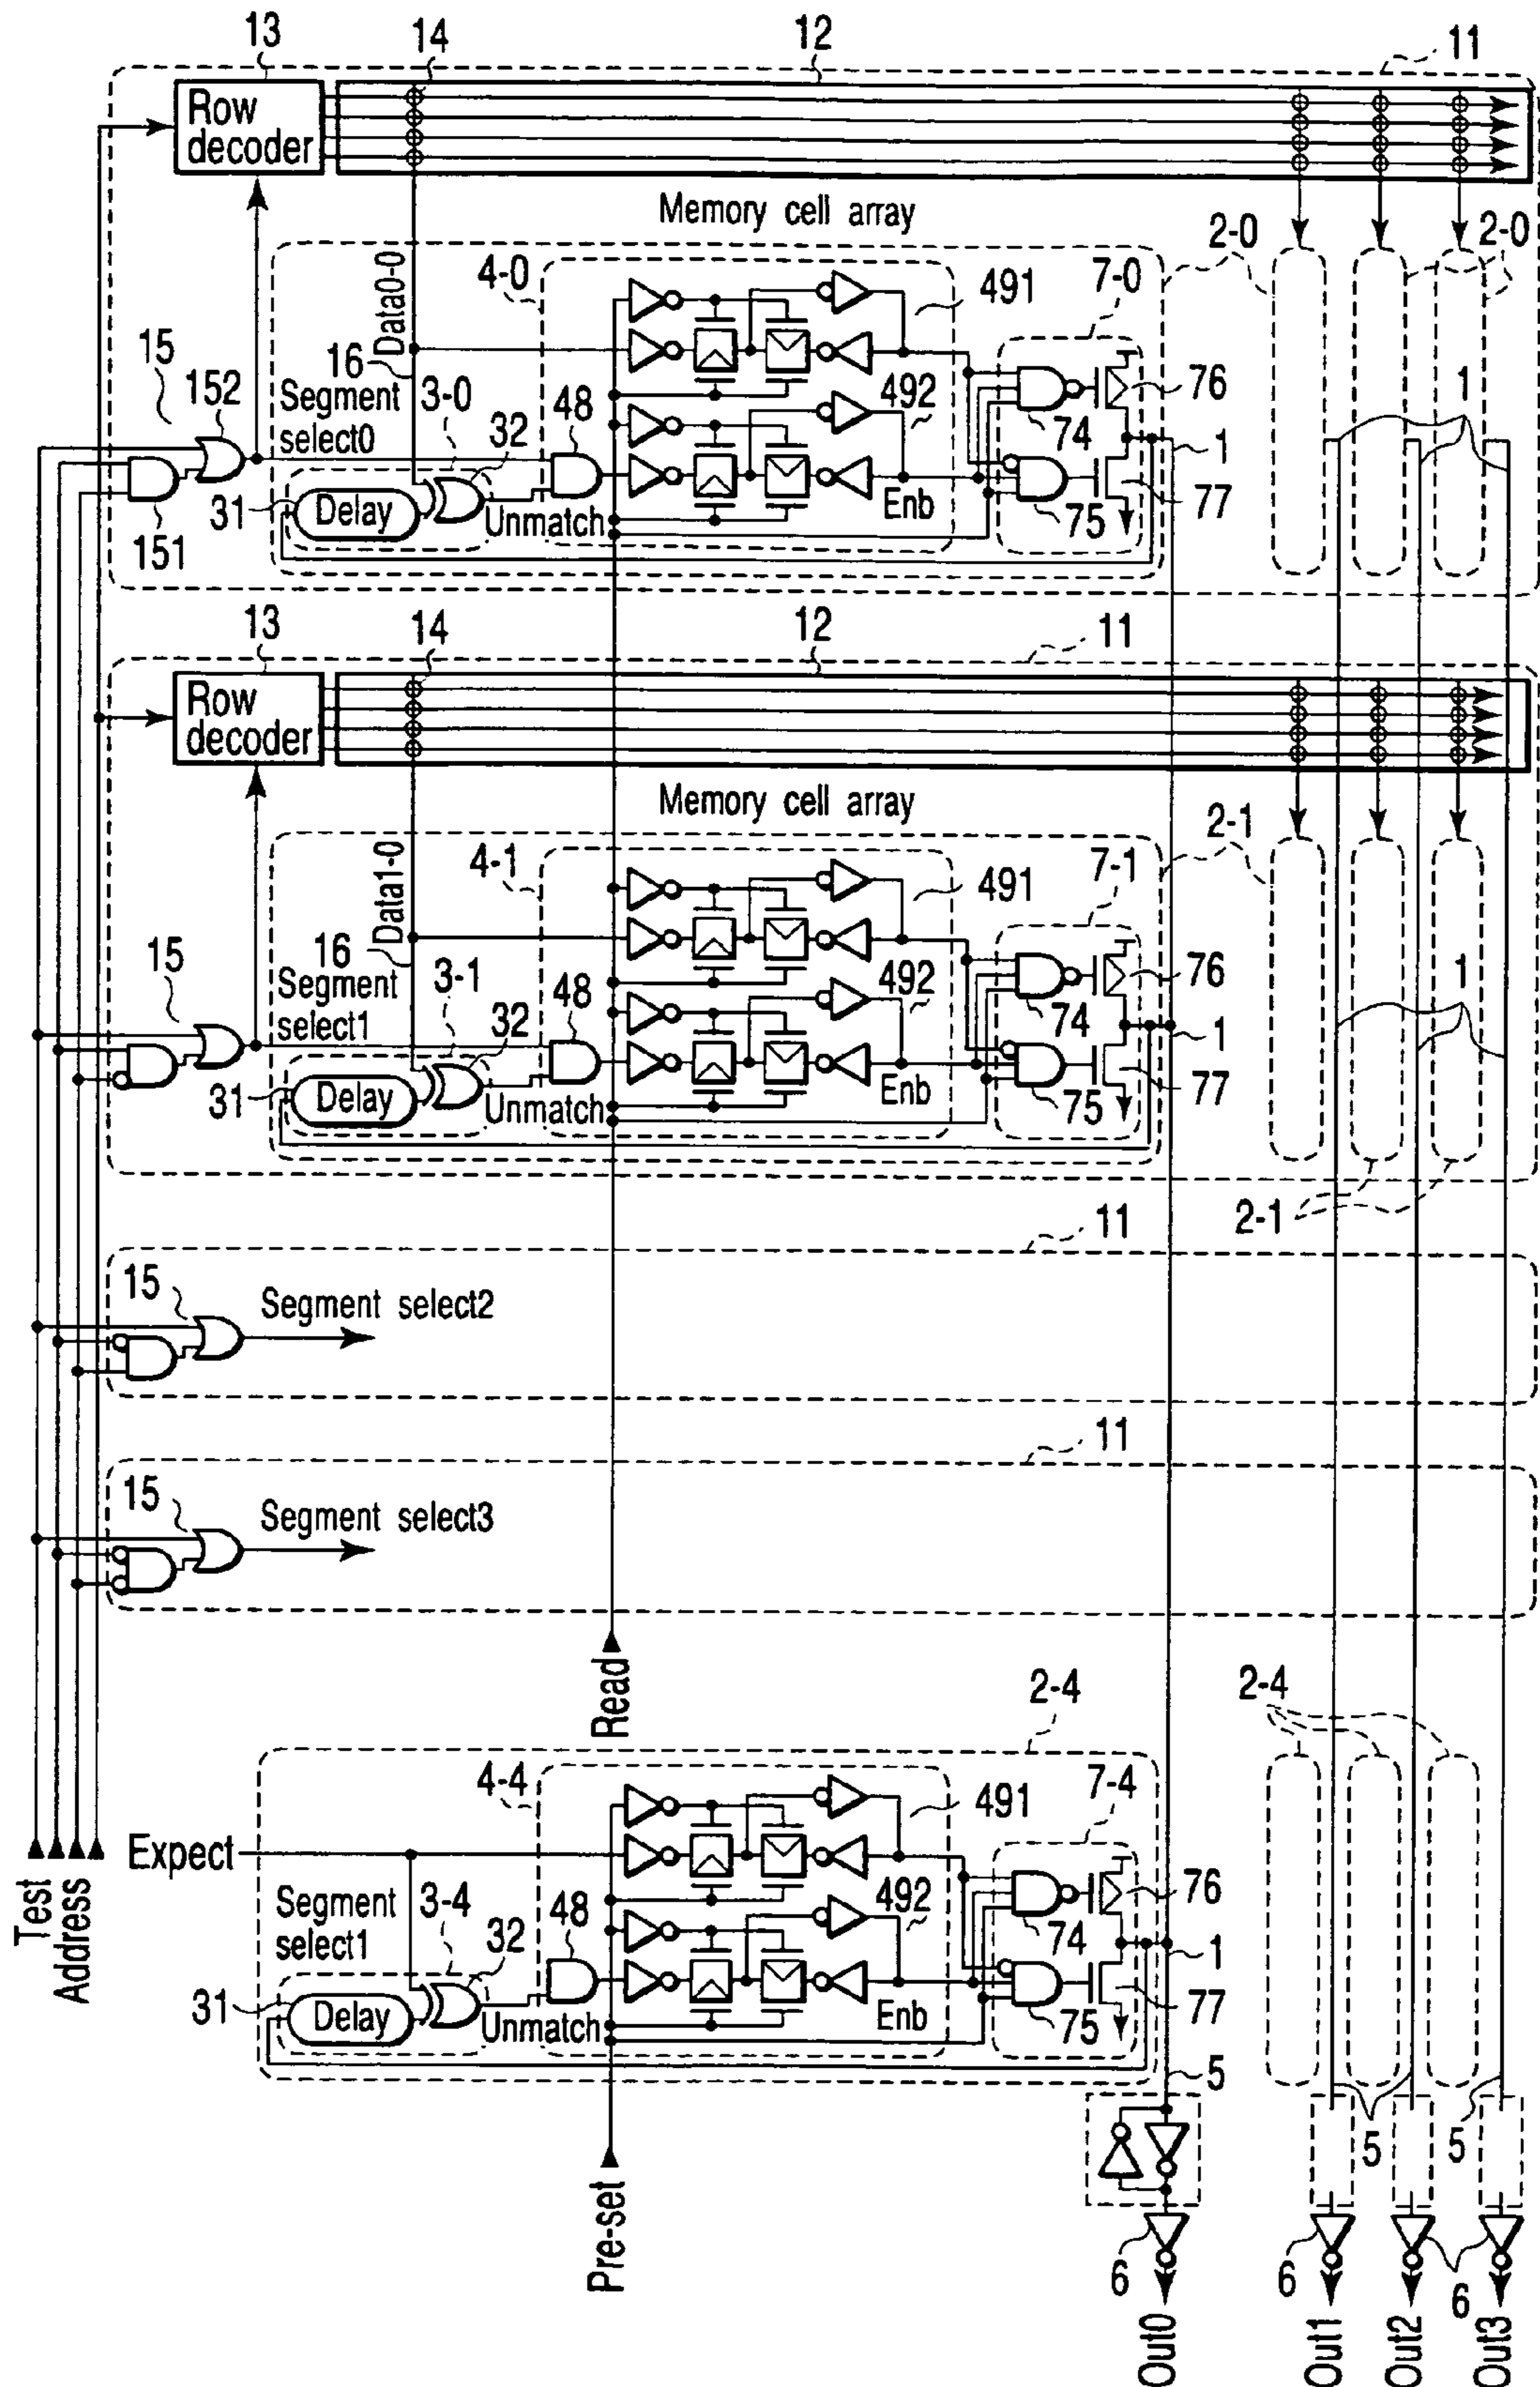 13
14
12
11
Row
decoder
Memory cell array
2-0
2-0
Data0-0
4-0
491
7-0
15
152
16
Segment
select0
3-0
32
48
492
74
76
1
1
31
Delay
Unmatch
Enb
75
77
151
13
14
12
11
Row
decoder
Memory cell array
2-1
Data1-0
4-1
491
7-1
15
16
Segment
select1
3-1
32
48
492
74
76
1
1
31
Delay
Unmatch
Enb
75
77
2-1
11
15
Segment select2
11
15
Segment select3
Read
2-4
2-4
4-4
491
7-4
Expect
Test
Address
Segment
select1
3-4
32
48
492
74
76
1
31
Delay
Unmatch
Enb
75
77
5
5
5
Pre-set
6
6
6
Out0
Out1
Out2
Out3